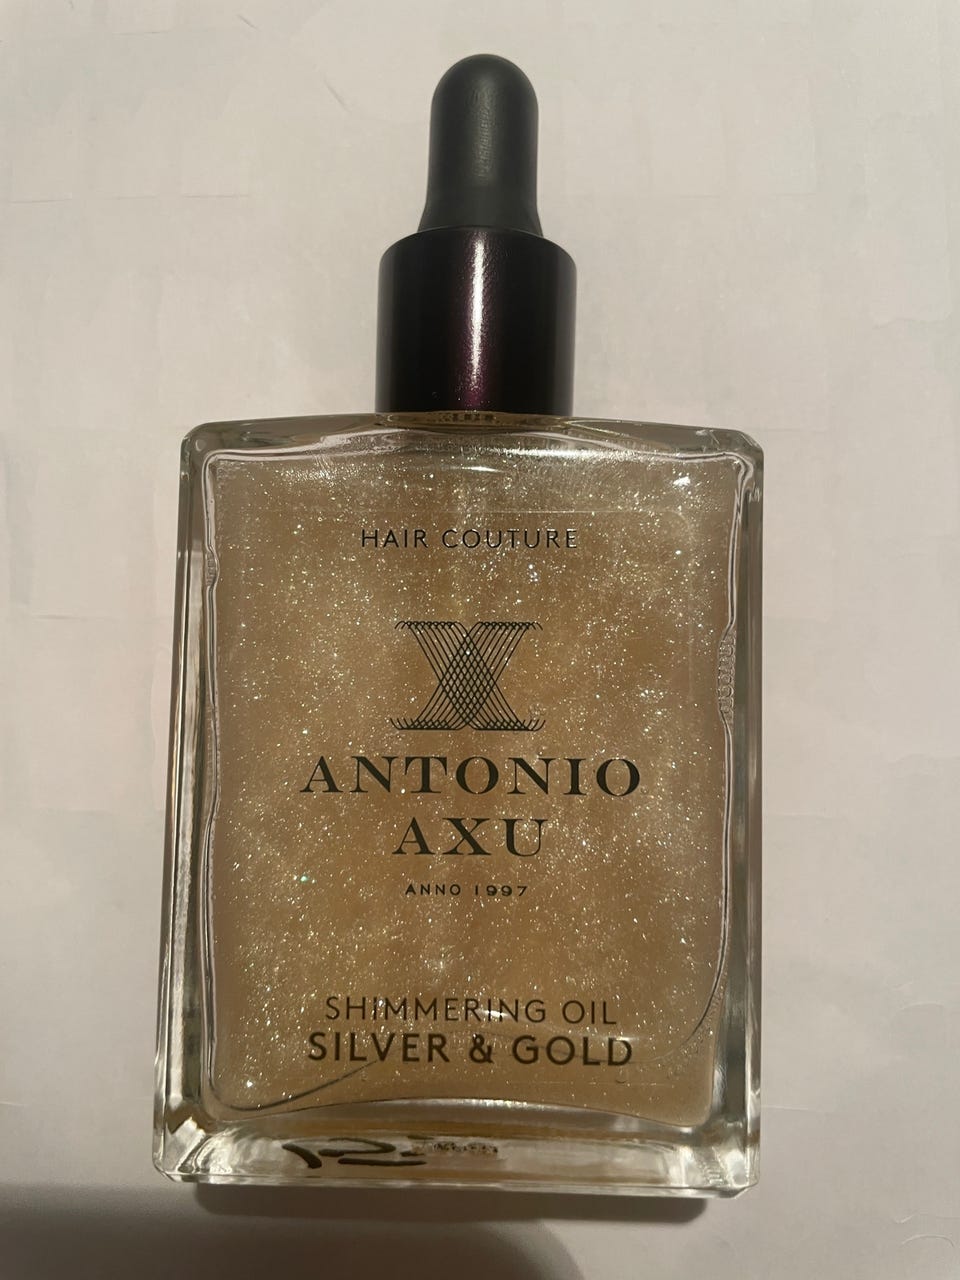 HAIR COUTURE
ANTONIO
AXU
ANNO 1997
SHIMMERING OIL
SILVER & GOLD